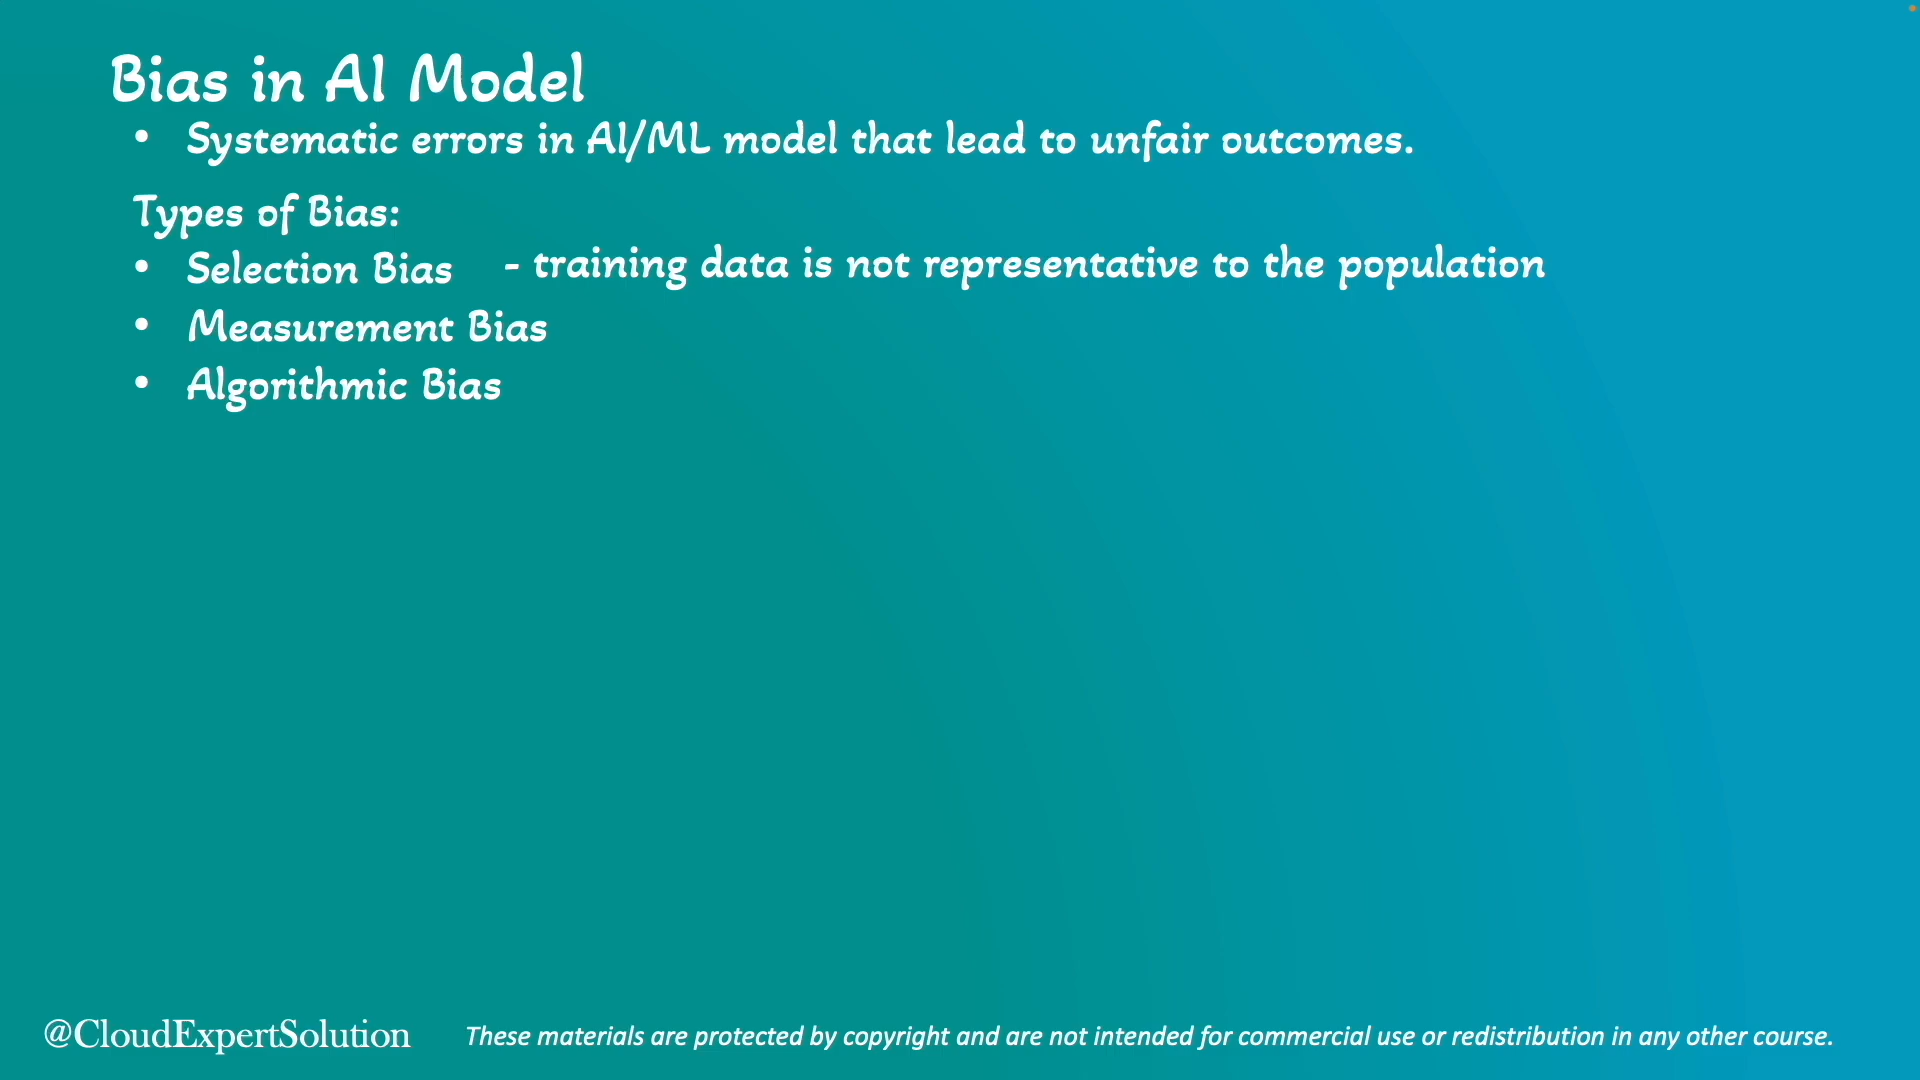 Bias in AI Model
• Systematic errors in AI/ML model that lead to unfair outcomes.
Types of Bias:
• Selection Bias - training data is not representative to the population
• Measurement Bias
• Algorithmic Bias
@CloudExpertSolution These materials are protected by copyright and are not intended for commercial use or redistribution in any other course.